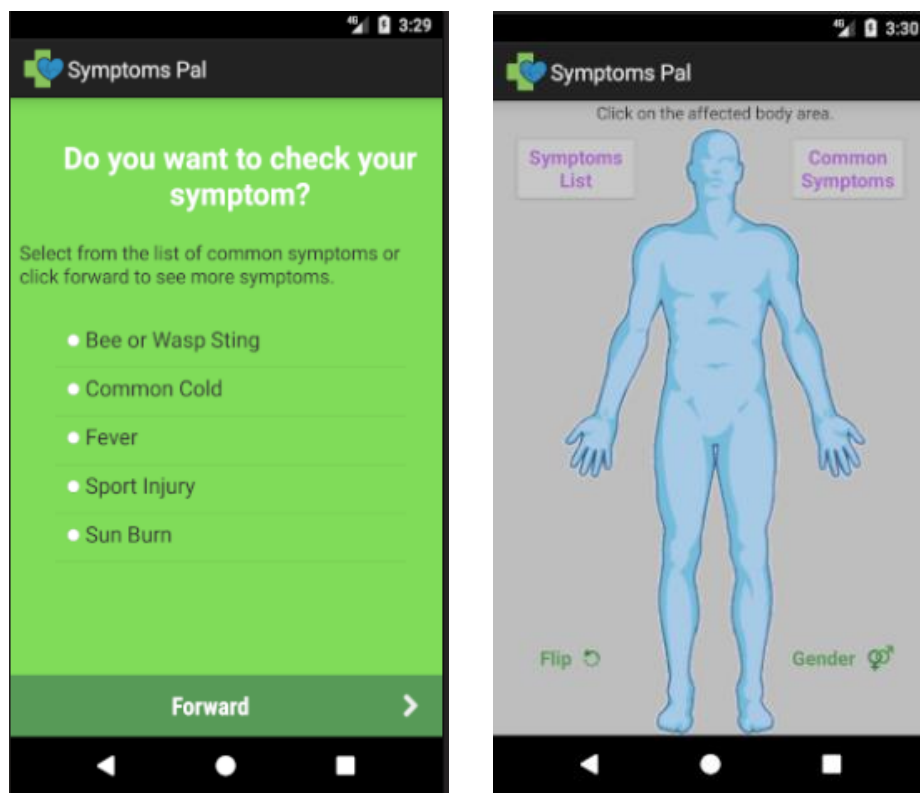 4G 3:29
Symptoms Pal
Do you want to check your
symptom?
Select from the list of common symptoms or
click forward to see more symptoms.
Bee or Wasp Sting
Common Cold
Fever
Sport Injury
Sun Burn
Forward
4G 3:30
Symptoms Pal
Click on the affected body area.
Symptoms
List
Common
Symptoms
Flip
Gender